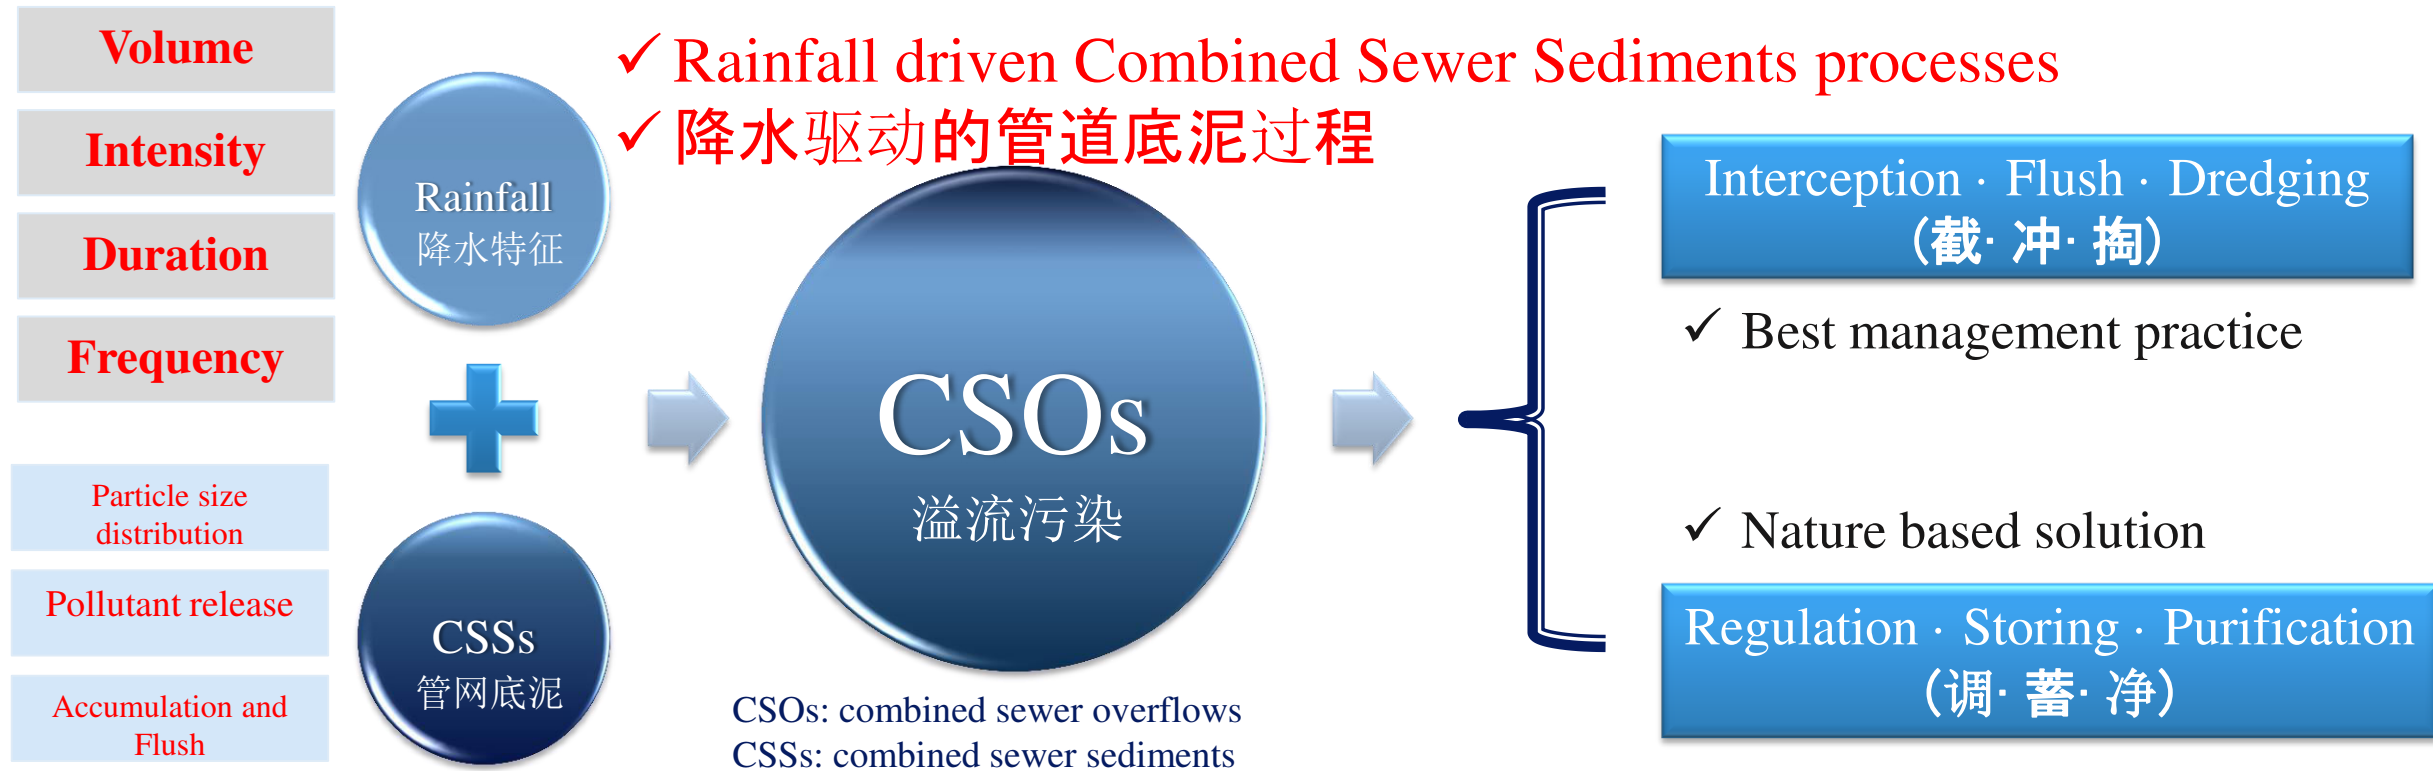 Volume
Intensity
Duration
Frequency
Particle size
distribution
Pollutant release
Accumulation and
Flush
Rainfall
降水特征
CSSs
管网底泥
✓ Rainfall driven Combined Sewer Sediments processes
✓ 降水驱动的管道底泥过程
CSOs
溢流污染
CSOs: combined sewer overflows
CSSs: combined sewer sediments
Interception · Flush · Dredging
(截· 冲· 掏)
✓ Best management practice
✓ Nature based solution
Regulation · Storing · Purification
(调· 蓄· 净)